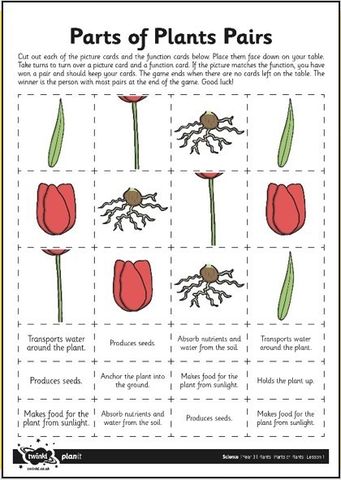 Parts of Plants Pairs
Cut out each of the picture cards and the function cards below. Place them face down on your table.
Take turns to turn over a picture card and a function card. If the picture matches the function, you have
won a pair and should keep your cards. The game ends when there are no cards left on the table. The
winner is the person with most pairs at the end of the game. Good luck!
Transports water
around the plant.
Produces seeds.
Absorb nutrients and
water from the soil.
Transports water
around the plant.
Produces seeds.
Anchor the plant into
the ground.
Makes food for the
plant from sunlight.
Holds the plant up.
Makes food for the
plant from sunlight.
Absorb nutrients and
water from the soil.
Produces seeds.
Makes food for the
plant from sunlight.
twinkl planit
Science | Year 3 | Plants | Parts of Plants | Lesson 1